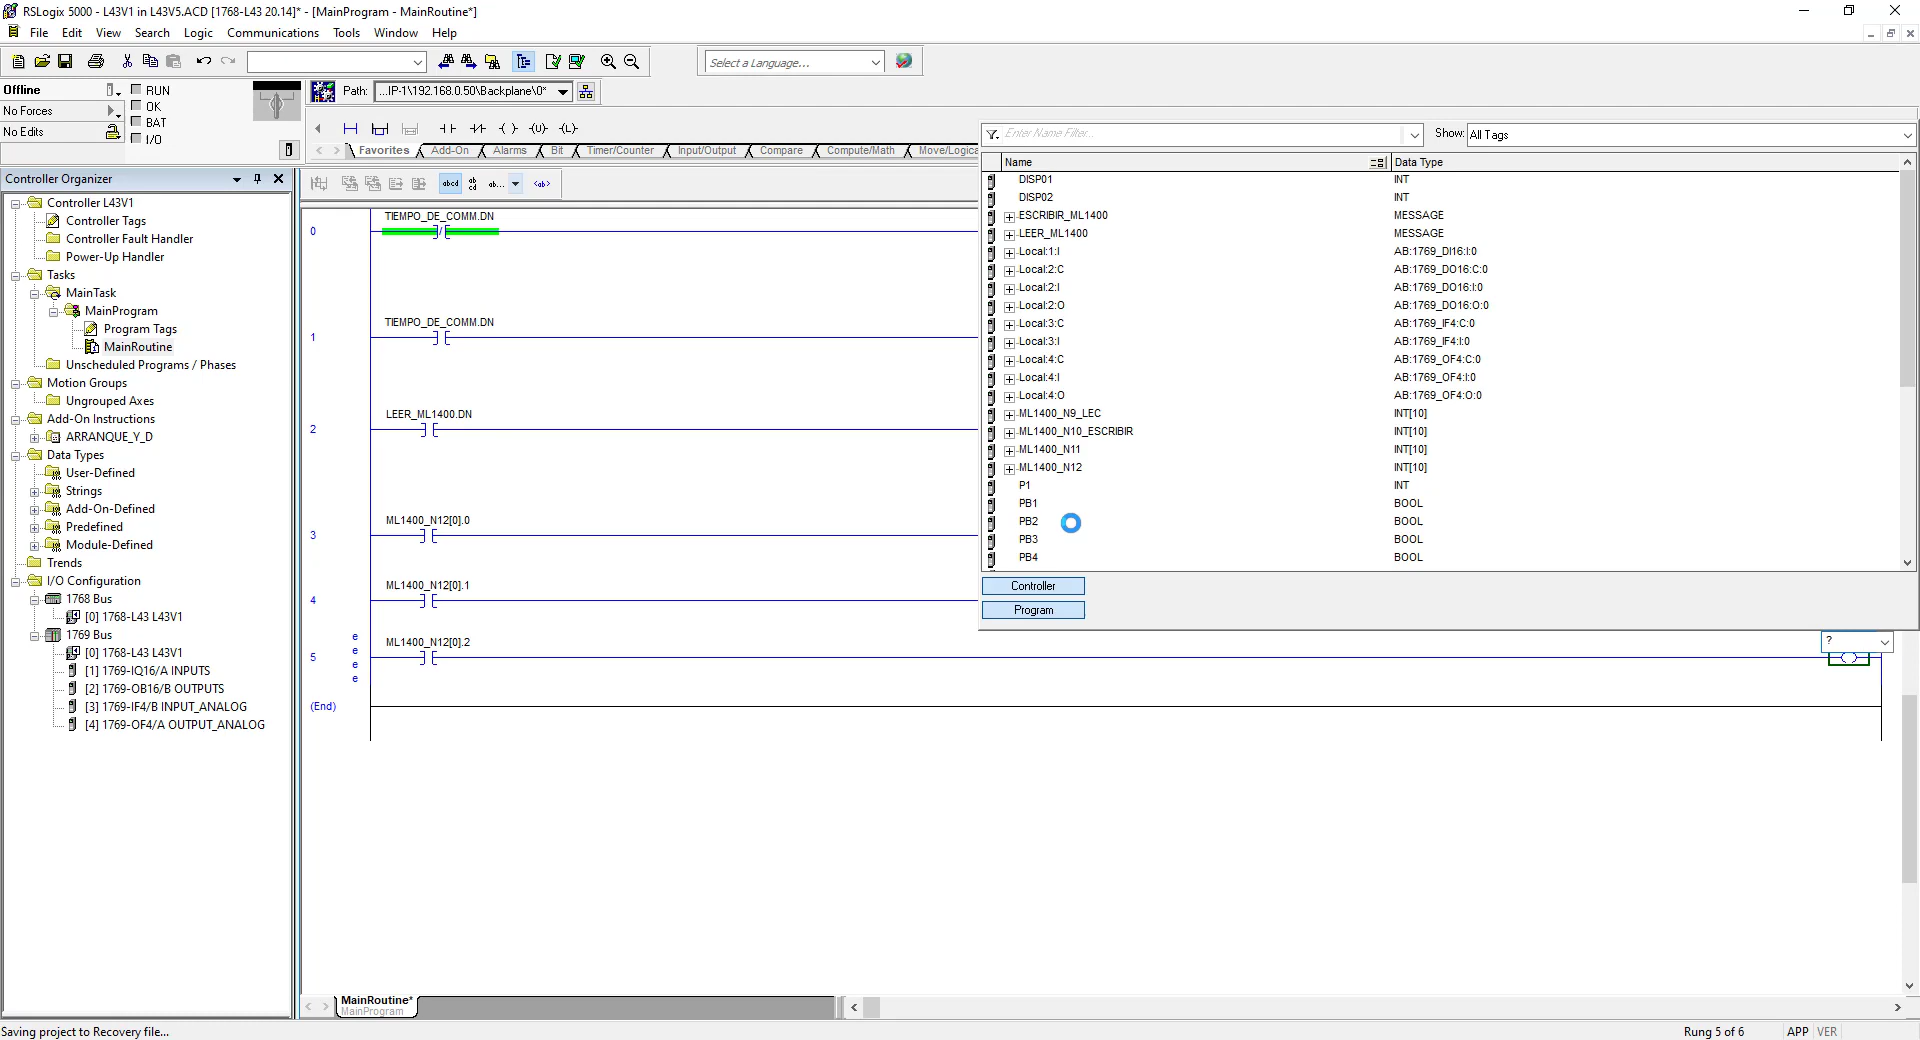 RSLogix 5000 - L43V1 in L43V5.ACD [1768-L43 20.14]* - [MainProgram - MainRoutine*]
File Edit View Search Logic Communications Tools Window Help
Select a Language...
Offline RUN
No Forces OK
No Edits BAT
I/O
Path: ...IP-1\192.168.0.50\Backplane\0*
Favorites Add-On Alarms Bit Timer/Counter Input/Output Compare Compute/Math Move/Logica
Controller Organizer
Controller L43V1
Controller Tags
Controller Fault Handler
Power-Up Handler
Tasks
MainTask
MainProgram
Program Tags
MainRoutine
Unscheduled Programs / Phases
Motion Groups
Ungrouped Axes
Add-On Instructions
ARRANQUE_Y_D
Data Types
User-Defined
Strings
Add-On-Defined
Predefined
Module-Defined
Trends
I/O Configuration
1768 Bus
[0] 1768-L43 L43V1
1769 Bus
[0] 1768-L43 L43V1
[1] 1769-IQ16/A INPUTS
[2] 1769-OB16/B OUTPUTS
[3] 1769-IF4/B INPUT_ANALOG
[4] 1769-OF4/A OUTPUT_ANALOG
abcd ab cd ab... <ab>
TIEMPO_DE_COMM.DN
0
TIEMPO_DE_COMM.DN
1
LEER_ML1400.DN
2
ML1400_N12[0].0
3
ML1400_N12[0].1
4
ML1400_N12[0].2
5
e
e
e
e
(End)
Enter Name Filter... Show: All Tags
Name Data Type
DISP01 INT
DISP02 INT
ESCRIBIR_ML1400 MESSAGE
LEER_ML1400 MESSAGE
Local:1:I AB:1769_DI16:I:0
Local:2:C AB:1769_DO16:C:0
Local:2:I AB:1769_DO16:I:0
Local:2:O AB:1769_DO16:O:0
Local:3:C AB:1769_IF4:C:0
Local:3:I AB:1769_IF4:I:0
Local:4:C AB:1769_OF4:C:0
Local:4:I AB:1769_OF4:I:0
Local:4:O AB:1769_OF4:O:0
ML1400_N9_LEC INT[10]
ML1400_N10_ESCRIBIR INT[10]
ML1400_N11 INT[10]
ML1400_N12 INT[10]
P1 INT
PB1 BOOL
PB2 BOOL
PB3 BOOL
PB4 BOOL
Controller
Program
?
MainRoutine*
MainProgram
Saving project to Recovery file... Rung 5 of 6 APP VER